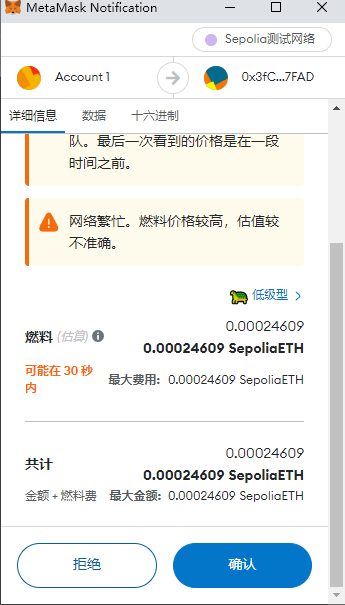 MetaMask Notification
Sepolia测试网络
Account 1
0x3fC...7FAD
详细信息
数据
十六进制
队。最后一次看到的价格是在一段
时间之前。
网络繁忙。燃料价格较高，估值较
不准确。
低级型
0.00024609
燃料 (估算)
0.00024609 SepoliaETH
可能在 30 秒
内
最大费用: 0.00024609 SepoliaETH
0.00024609
共计
0.00024609 SepoliaETH
金额 + 燃料费
最大金额: 0.00024609 SepoliaETH
拒绝
确认